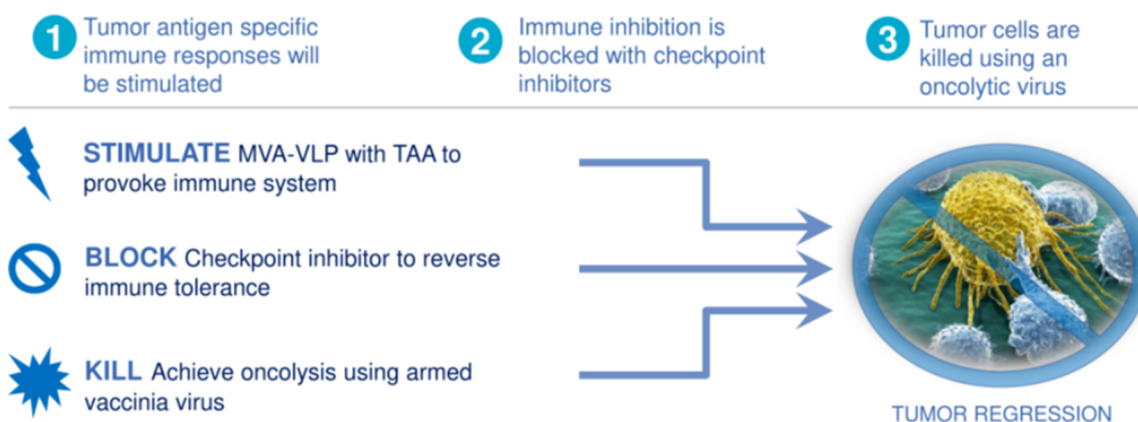 1 Tumor antigen specific
immune responses will
be stimulated
2 Immune inhibition is
blocked with checkpoint
inhibitors
3 Tumor cells are
killed using an
oncolytic virus
STIMULATE MVA-VLP with TAA to
provoke immune system
BLOCK Checkpoint inhibitor to reverse
immune tolerance
KILL Achieve oncolysis using armed
vaccinia virus
TUMOR REGRESSION